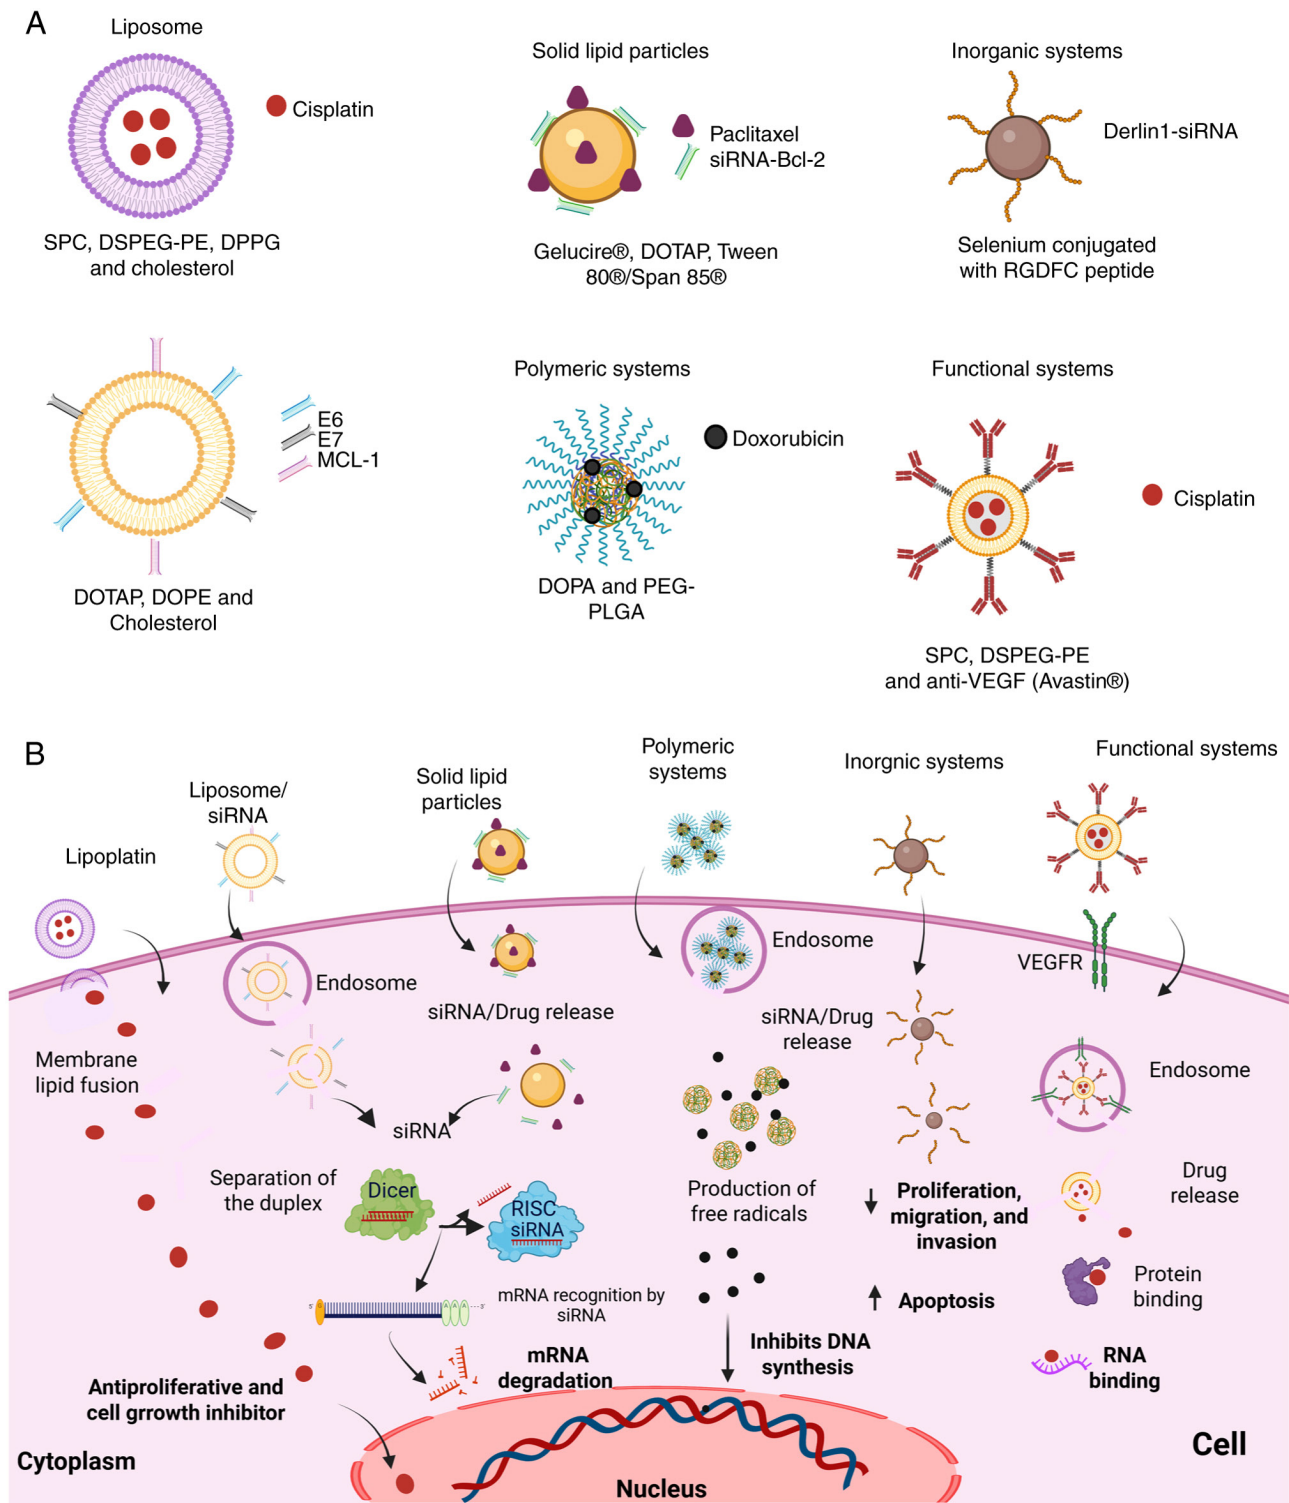 A
Liposome
Cisplatin
SPC, DSPEG-PE, DPPG
and cholesterol
Solid lipid particles
Paclitaxel
siRNA-Bcl-2
Gelucire®, DOTAP, Tween
80®/Span 85®
Inorganic systems
Derlin1-siRNA
Selenium conjugated
with RGDFC peptide
E6
E7
MCL-1
DOTAP, DOPE and
Cholesterol
Polymeric systems
Doxorubicin
DOPA and PEG-
PLGA
Functional systems
Cisplatin
SPC, DSPEG-PE
and anti-VEGF (Avastin®)
B
Lipoplatin
Liposome/
siRNA
Solid lipid
particles
Polymeric
systems
Inorgnic systems
Functional systems
Endosome
Endosome
VEGFR
Membrane
lipid fusion
siRNA/Drug release
siRNA/Drug
release
Endosome
siRNA
Separation of
the duplex
Dicer
RISC
siRNA
Production of
free radicals
Proliferation,
migration, and
invasion
Drug
release
5'
G
A A A
3'
mRNA recognition by
siRNA
Apoptosis
Protein
binding
mRNA
degradation
Inhibits DNA
synthesis
RNA
binding
Antiproliferative and
cell grrowth inhibitor
Cytoplasm
Nucleus
Cell